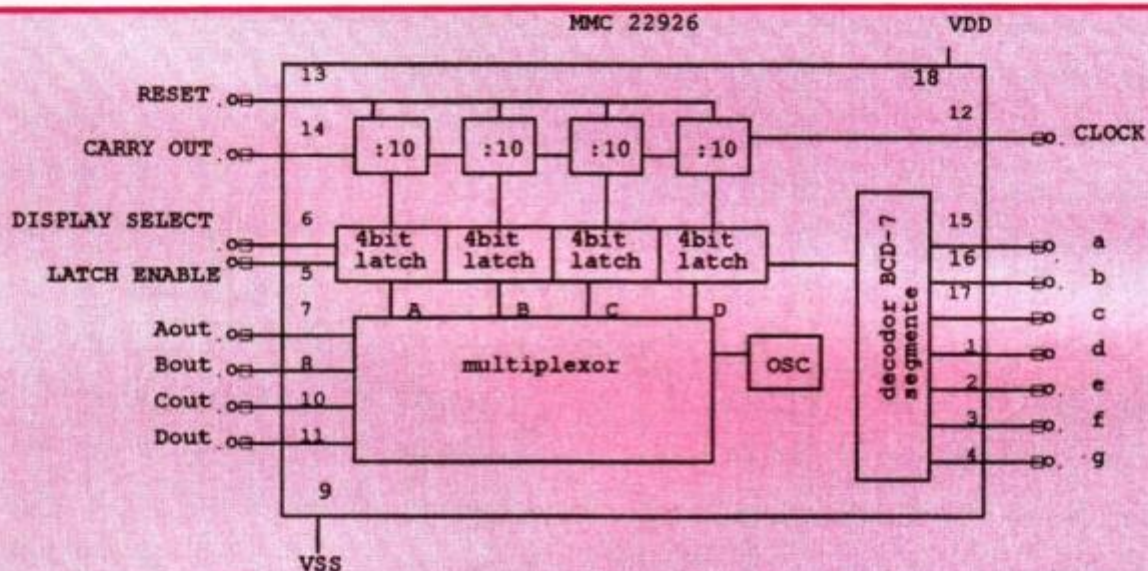 MMC 22926
VDD
13
18
RESET
12
14
CLOCK
CARRY OUT
:10 :10 :10 :10
DISPLAY SELECT
6
15
4bit latch
4bit latch
4bit latch
4bit latch
a
16
LATCH ENABLE
5
b
17
7
A B C D
c
Aout
multiplexor
OSC
decodor BCD-7
segmente
1
d
Bout
8
2
e
Cout
10
3
f
Dout
11
4
g
9
VSS